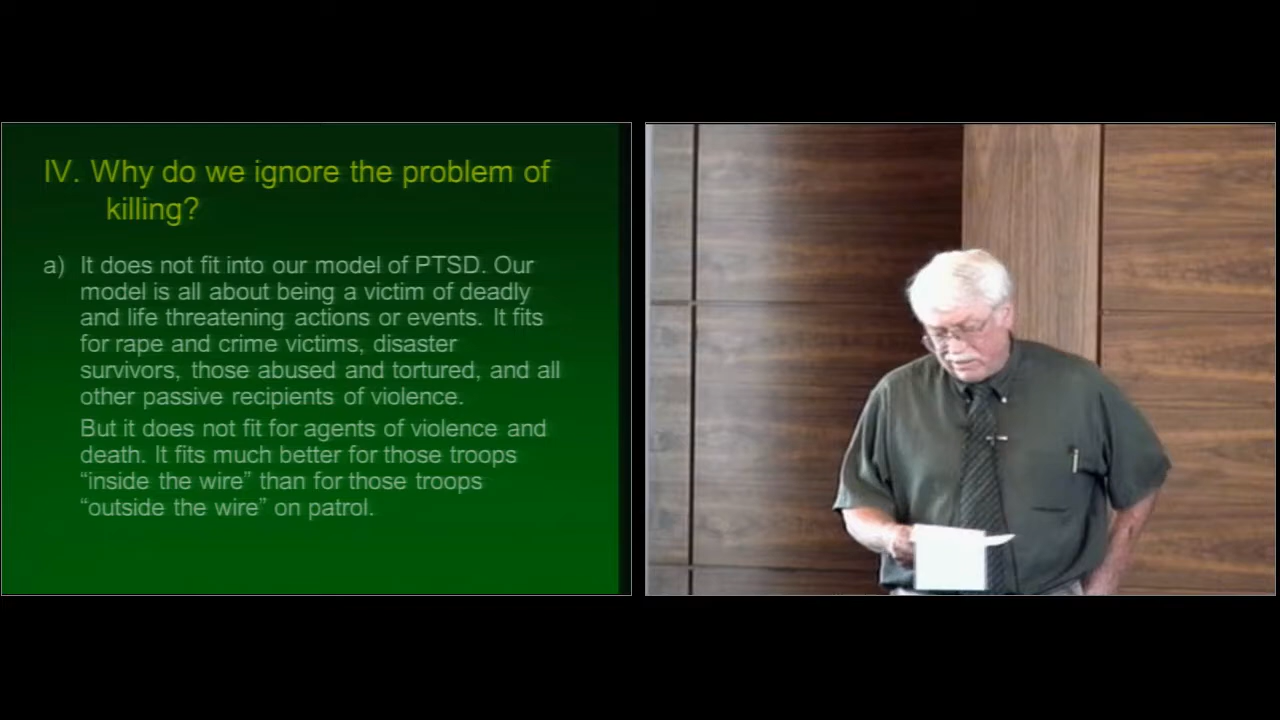 IV. Why do we ignore the problem of
killing?
a) It does not fit into our model of PTSD. Our
model is all about being a victim of deadly
and life threatening actions or events. It fits
for rape and crime victims, disaster
survivors, those abused and tortured, and all
other passive recipients of violence.
But it does not fit for agents of violence and
death. It fits much better for those troops
“inside the wire” than for those troops
“outside the wire” on patrol.